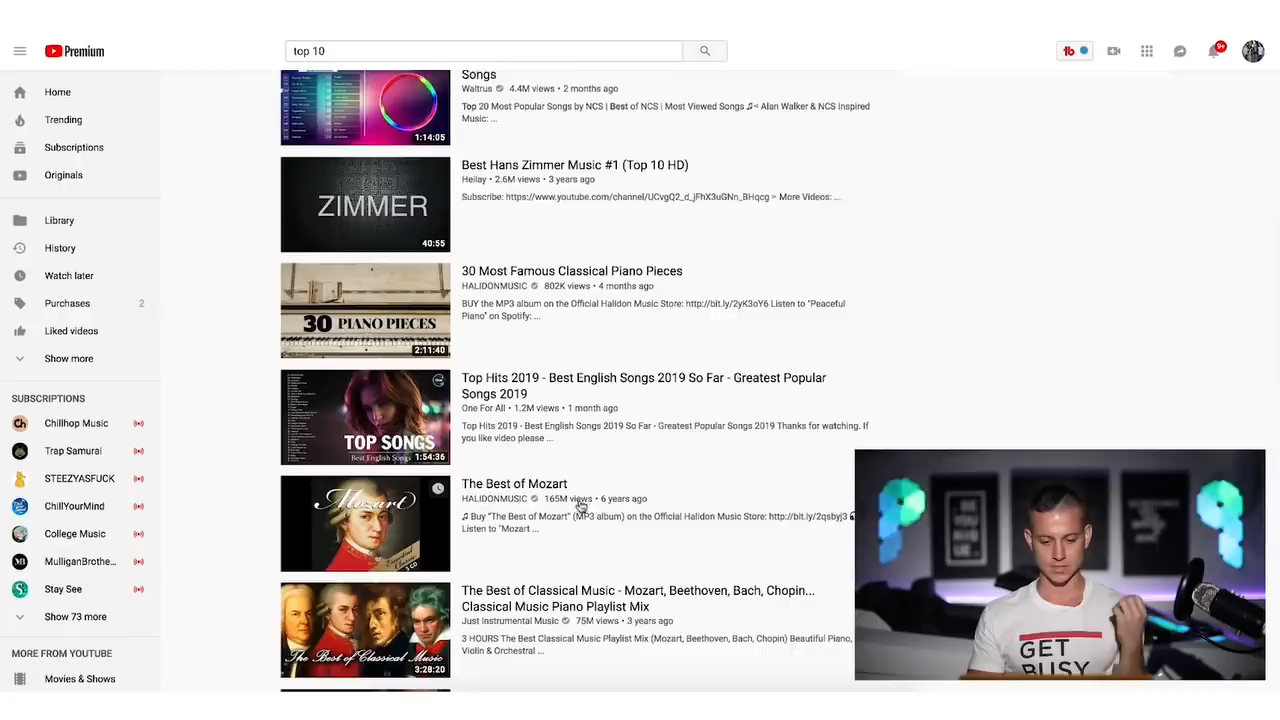 Premium
top 10
tb
9+
Home
Trending
Subscriptions
Originals
Library
History
Watch later
Purchases 2
Liked videos
Show more
SUBSCRIPTIONS
Chillhop Music
Trap Samurai
STEEZYASFUCK
ChillYourMind
College Music
MulliganBrothe...
Stay See
Show 73 more
MORE FROM YOUTUBE
Movies & Shows
1:14:05
Songs
Waitrus 4.4M views • 2 months ago
Top 20 Most Popular Songs by NCS | Best of NCS | Most Viewed Songs ♫ Alan Walker & NCS Inspired
Music: ...
ZIMMER
40:55
Best Hans Zimmer Music #1 (Top 10 HD)
Heilay • 2.6M views • 3 years ago
Subscribe: https://www.youtube.com/channel/UCvgQ2_d_jFhX3uGNn_BHqcg > More Videos: ...
30 PIANO PIECES
2:11:40
30 Most Famous Classical Piano Pieces
HALIDONMUSIC 802K views • 4 months ago
BUY the MP3 album on the Official Halidon Music Store: http://bit.ly/2yK3oY6 Listen to "Peaceful
Piano" on Spotify: ...
TOP SONGS
Best English Songs
1:54:36
Top Hits 2019 - Best English Songs 2019 So Far - Greatest Popular
Songs 2019
One For All • 1.2M views • 1 month ago
Top Hits 2019 - Best English Songs 2019 So Far - Greatest Popular Songs 2019 Thanks for watching. If
you like video please ...
Mozart
The Best of Mozart
HALIDONMUSIC 165M views • 6 years ago
♫ Buy "The Best of Mozart" (MP3 album) on the Official Halidon Music Store: http://bit.ly/2qsbyj3
Listen to "Mozart ...
The Best of Classical Music
3:28:20
The Best of Classical Music - Mozart, Beethoven, Bach, Chopin...
Classical Music Piano Playlist Mix
Just Instrumental Music 75M views • 3 years ago
3 HOURS The Best Classical Music Playlist Mix (Mozart, Beethoven, Bach, Chopin) Beautiful Piano,
Violin & Orchestral ...
GET
BUSY